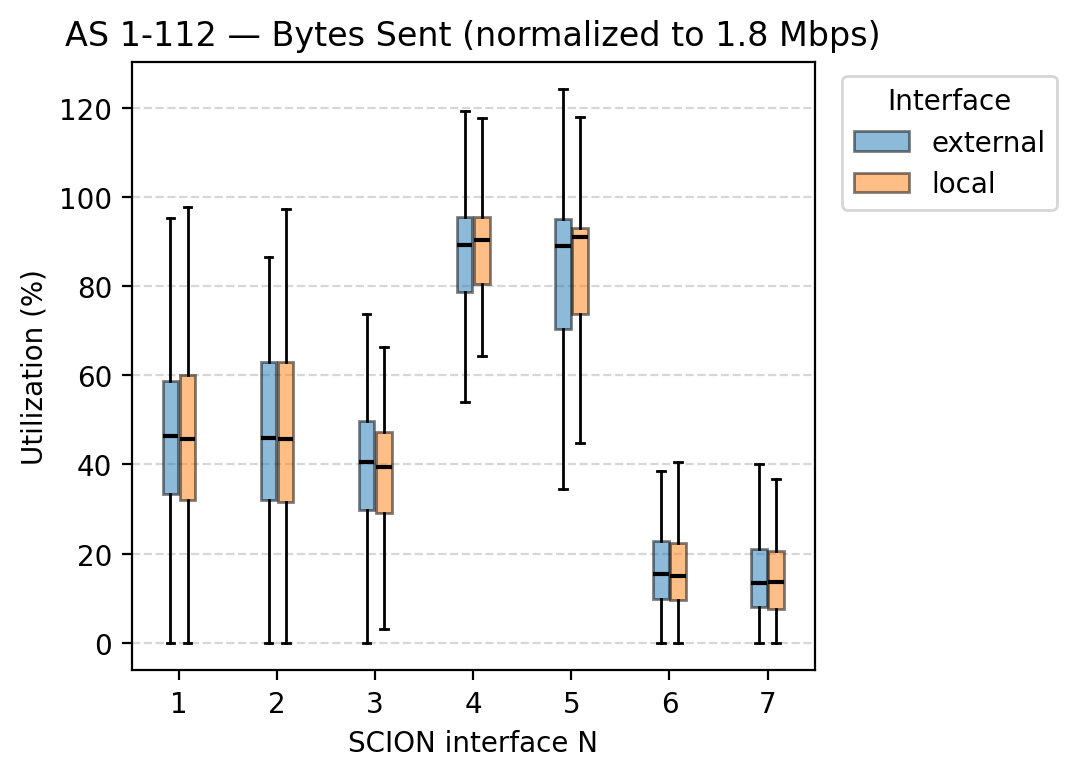 AS 1-112 — Bytes Sent (normalized to 1.8 Mbps)
Utilization (%)
120
100
80
60
40
20
0
1 2 3 4 5 6 7
SCION interface N
Interface
external
local